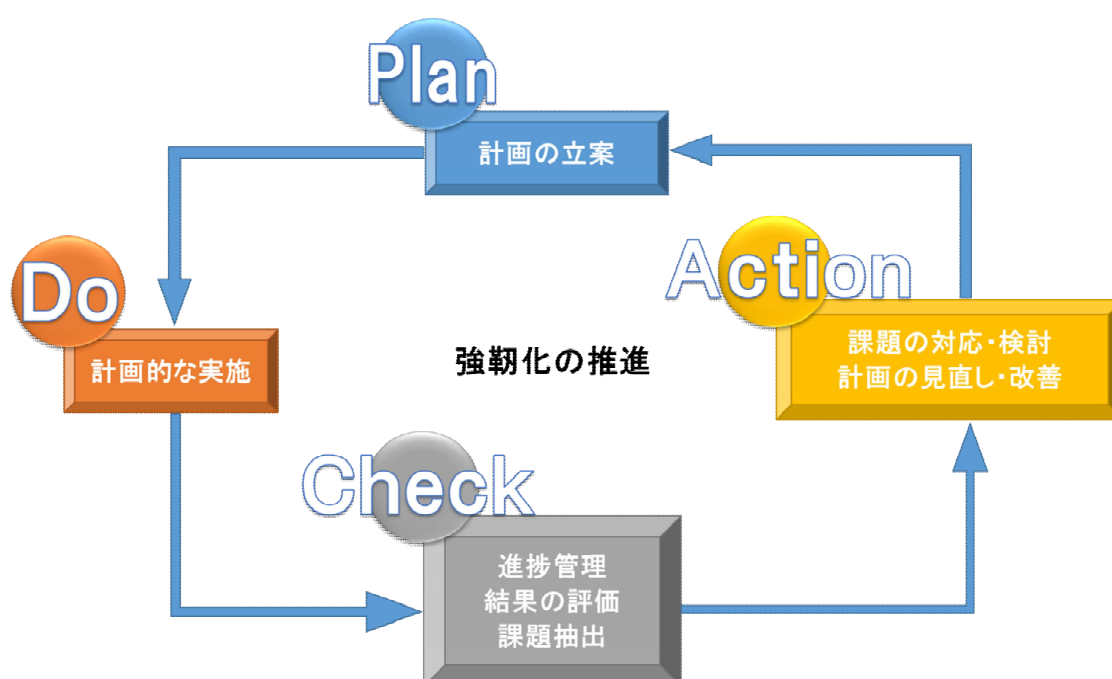 Plan
計画の立案
Do
計画的な実施
強靭化の推進
Action
課題の対応・検討
計画の見直し・改善
Check
進捗管理
結果の評価
課題抽出